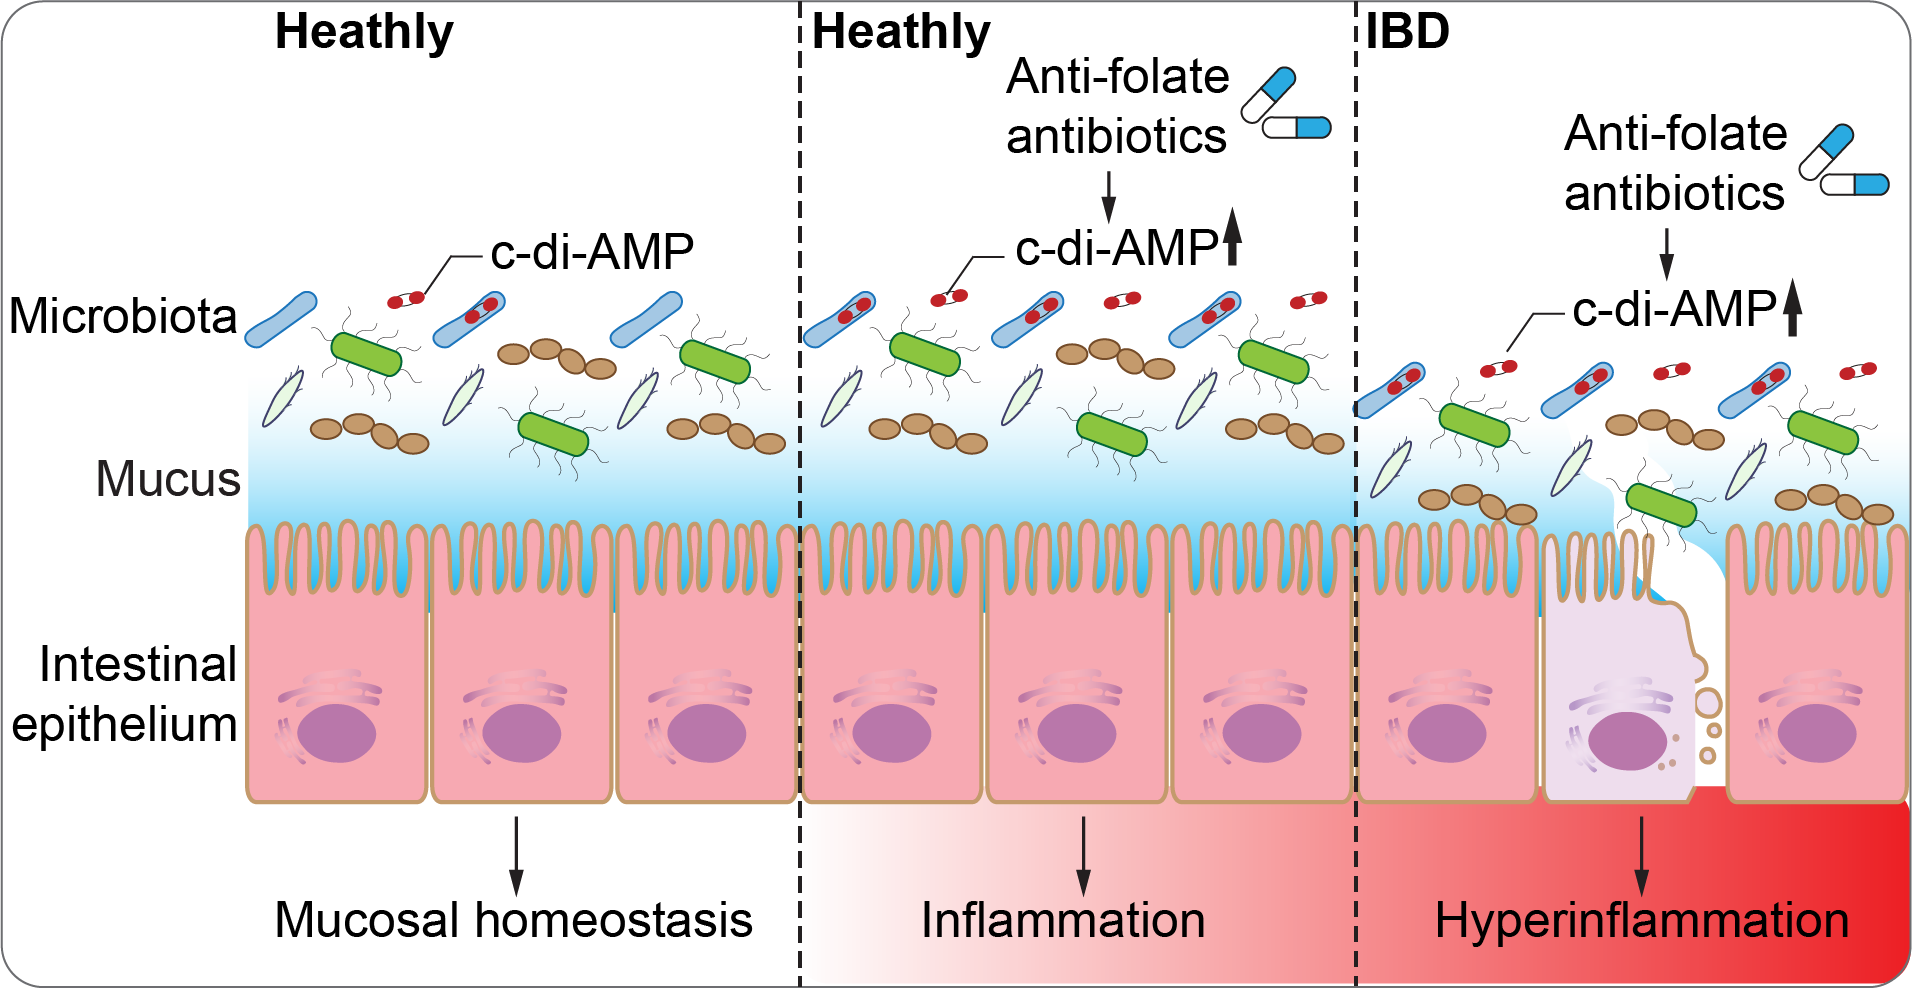 Heathly
Heathly
IBD
Anti-folate
antibiotics
Anti-folate
antibiotics
c-di-AMP
c-di-AMP
c-di-AMP
Microbiota
Mucus
Intestinal
epithelium
Mucosal homeostasis
Inflammation
Hyperinflammation